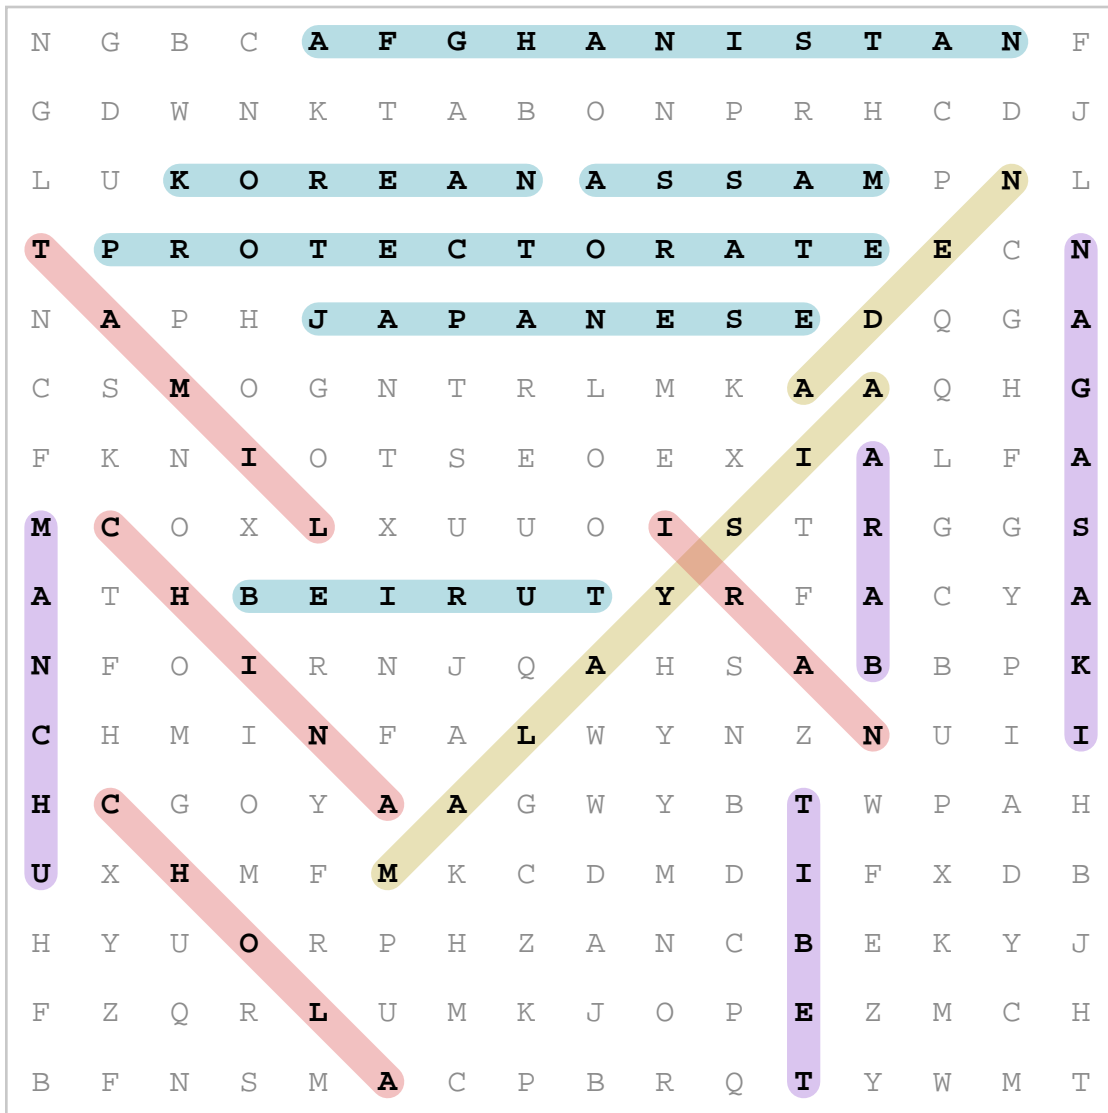 N G B C A F G H A N I S T A N F
G D W N K T A B O N P R H C D J
L U K O R E A N A S S A M P N L
T P R O T E C T O R A T E E C N
N A P H J A P A N E S E D Q G A
C S M O G N T R L M K A A Q H G
F K N I O T S E O E X I A L F A
M C O X L X U U O I S T R G G S
A T H B E I R U T Y R F A C Y A
N F O I R N J Q A H S A B B P K
C H M I N F A L W Y N Z N U I I
H C G O Y A A G W Y B T W P A H
U X H M F M K C D M D I F X D B
H Y U O R P H Z A N C B E K Y J
F Z Q R L U M K J O P E Z M C H
B F N S M A C P B R Q T Y W M T